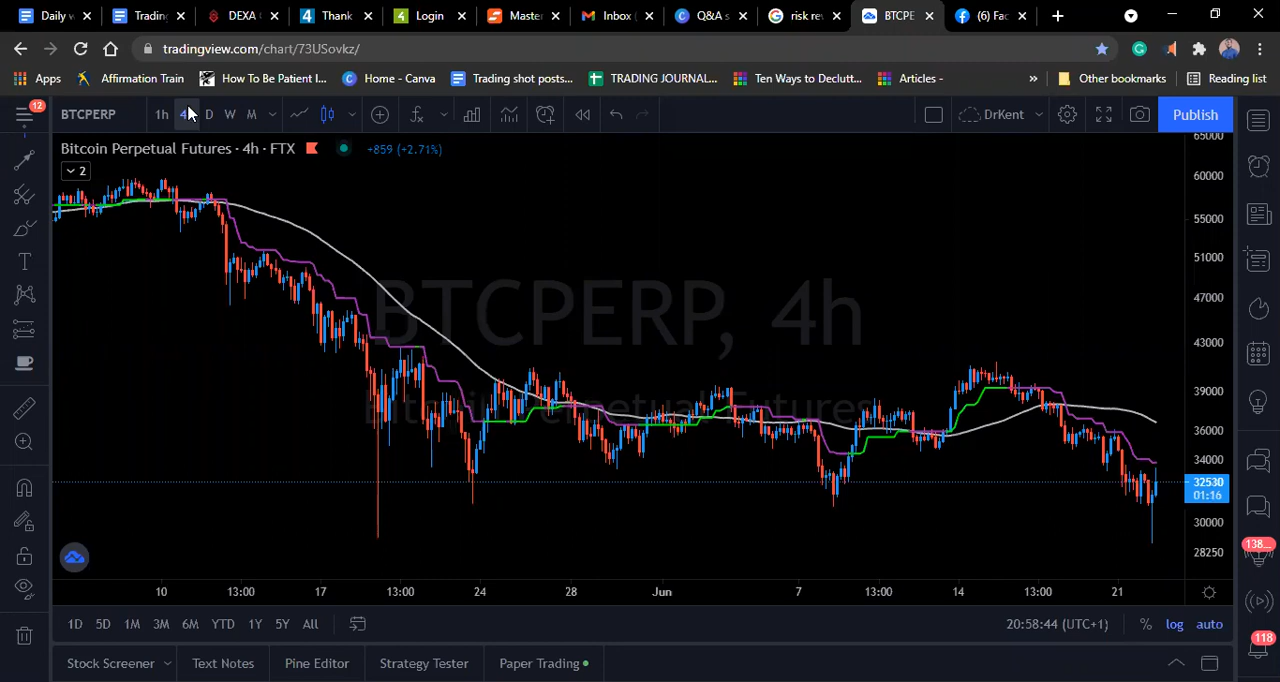 Daily w
Trading
DEXA C
Thank
Login
Master
Inbox (
Q&A s
risk rev
BTCPE
(6) Fac
tradingview.com/chart/73USovkz/
Apps
Affirmation Train
How To Be Patient I...
Home - Canva
Trading shot posts...
TRADING JOURNAL...
Ten Ways to Declutt...
Articles -
»
Other bookmarks
Reading list
12
BTCPERP
1h
4
D
W
M
DrKent
Publish
Bitcoin Perpetual Futures · 4h · FTX
+859 (+2.71%)
2
BTCPERP, 4h
Bitcoin Perpetual Futures
65000
60000
55000
51000
47000
43000
39000
36000
34000
32530
01:16
30000
28250
10
13:00
17
13:00
24
28
Jun
7
13:00
14
13:00
21
138...
118
1D
5D
1M
3M
6M
YTD
1Y
5Y
All
20:58:44 (UTC+1)
%
log
auto
Stock Screener
Text Notes
Pine Editor
Strategy Tester
Paper Trading